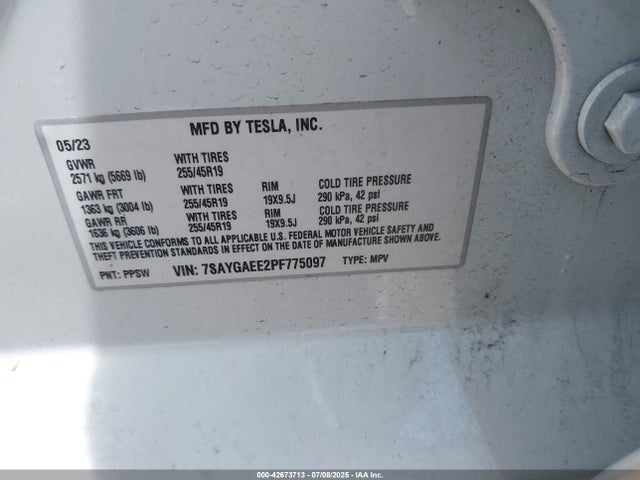 MFD BY TESLA, INC.
05/23
GVWR WITH TIRES
2571 kg (5669 lb) 255/45R19
GAWR FRT WITH TIRES RIM COLD TIRE PRESSURE
1363 kg (3004 lb) 255/45R19 19X9.5J 290 kPa, 42 psi
GAWR RR WITH TIRES RIM COLD TIRE PRESSURE
1636 kg (3606 lb) 255/45R19 19X9.5J 290 kPa, 42 psi
THIS VEHICLE CONFORMS TO ALL APPLICABLE U.S. FEDERAL MOTOR VEHICLE SAFETY AND
THEFT PREVENTION STANDARDS IN EFFECT ON THE DATE OF MANUFACTURE SHOWN ABOVE.
PNT: PPSW VIN: 7SAYGAEE2PF775097 TYPE: MPV
000-42673713 - 07/08/2025 - IAA Inc.